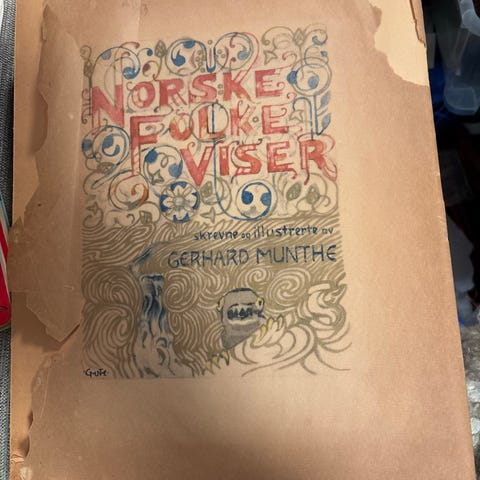 NORSKE
FOLKE
VISER
skrevne og illustrerte av
GERHARD MUNTHE